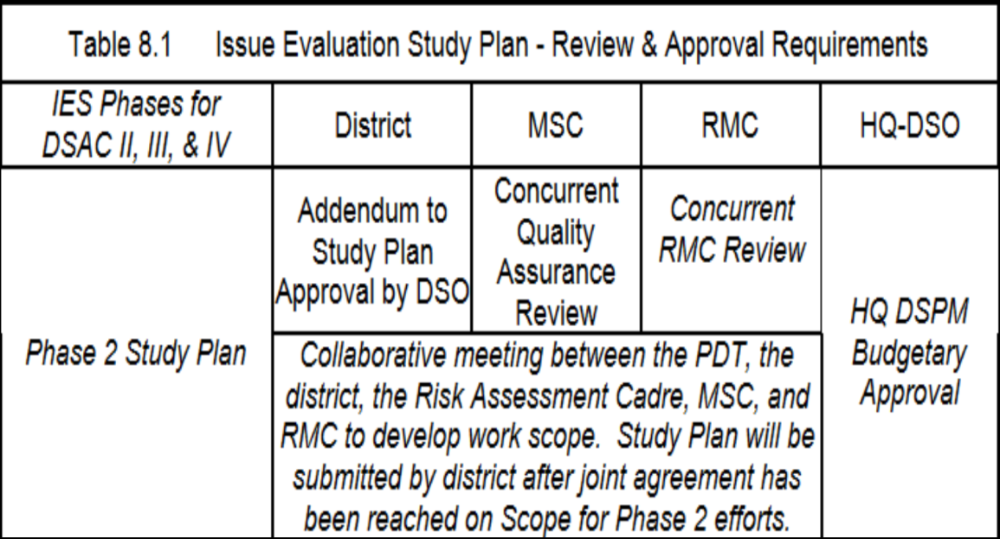 Table 8.1 Issue Evaluation Study Plan - Review & Approval Requirements
IES Phases for
DSAC II, III, & IV
District
MSC
RMC
HQ-DSO
Phase 2 Study Plan
Addendum to
Study Plan
Approval by DSO
Concurrent
Quality
Assurance
Review
Concurrent
RMC Review
HQ DSPM
Budgetary
Approval
Collaborative meeting between the PDT, the
district, the Risk Assessment Cadre, MSC, and
RMC to develop work scope. Study Plan will be
submitted by district after joint agreement has
been reached on Scope for Phase 2 efforts.